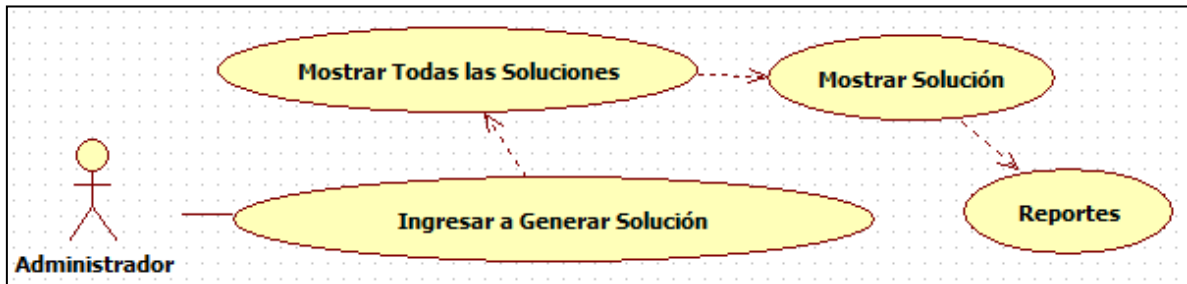 Mostrar Todas las Soluciones
Mostrar Solución
Ingresar a Generar Solución
Reportes
Administrador